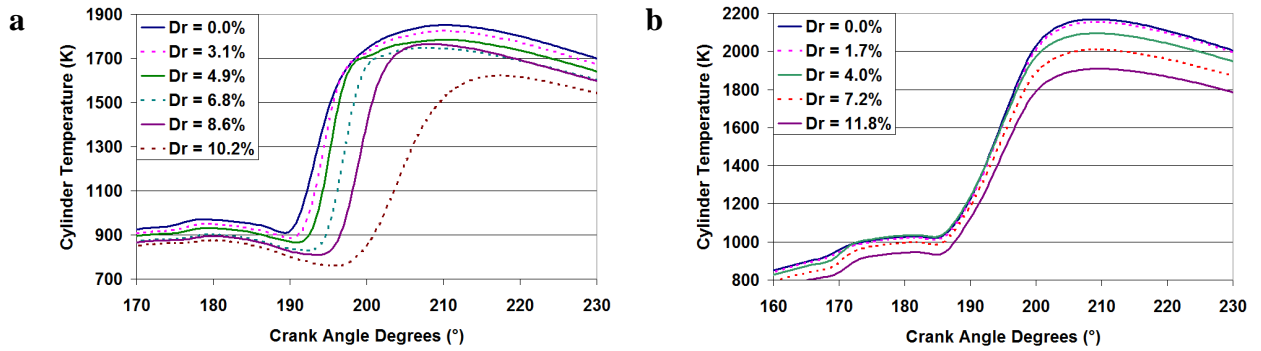 a
1900
1700
1500
1300
1100
900
700
Cylinder Temperature (K)
Dr = 0.0%
Dr = 3.1%
Dr = 4.9%
Dr = 6.8%
Dr = 8.6%
Dr = 10.2%
170 180 190 200 210 220 230
Crank Angle Degrees (°)
b
2200
2000
1800
1600
1400
1200
1000
800
Cylinder Temperature (K)
Dr = 0.0%
Dr = 1.7%
Dr = 4.0%
Dr = 7.2%
Dr = 11.8%
160 170 180 190 200 210 220 230
Crank Angle Degrees (°)